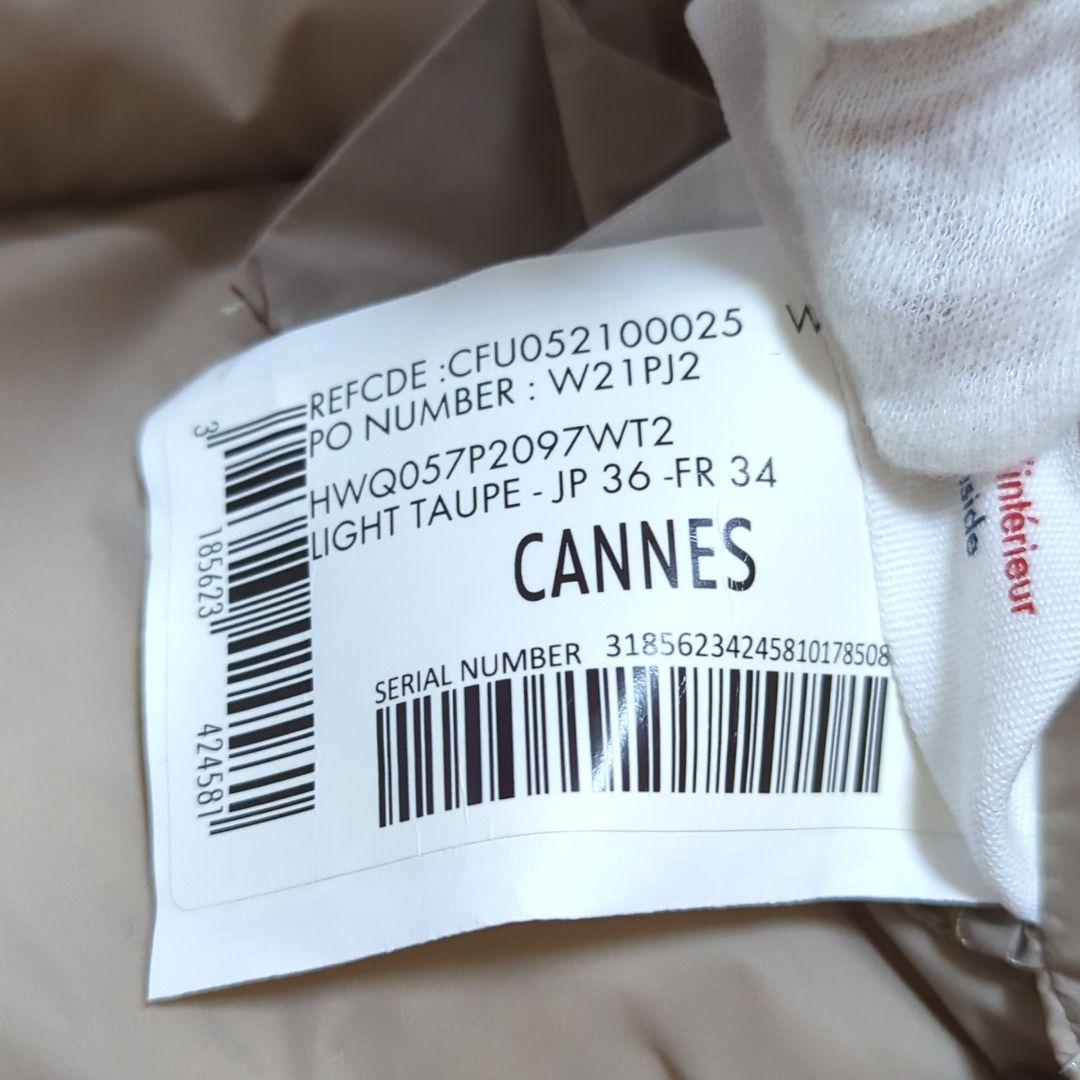 REFCDE :CFU052100025
PO NUMBER : W21PJ2
HWQ057P2097WT2
LIGHT TAUPE - JP 36 -FR 34
CANNES
SERIAL NUMBER 31856234245810178508
3 185623 424581
l'intérieur